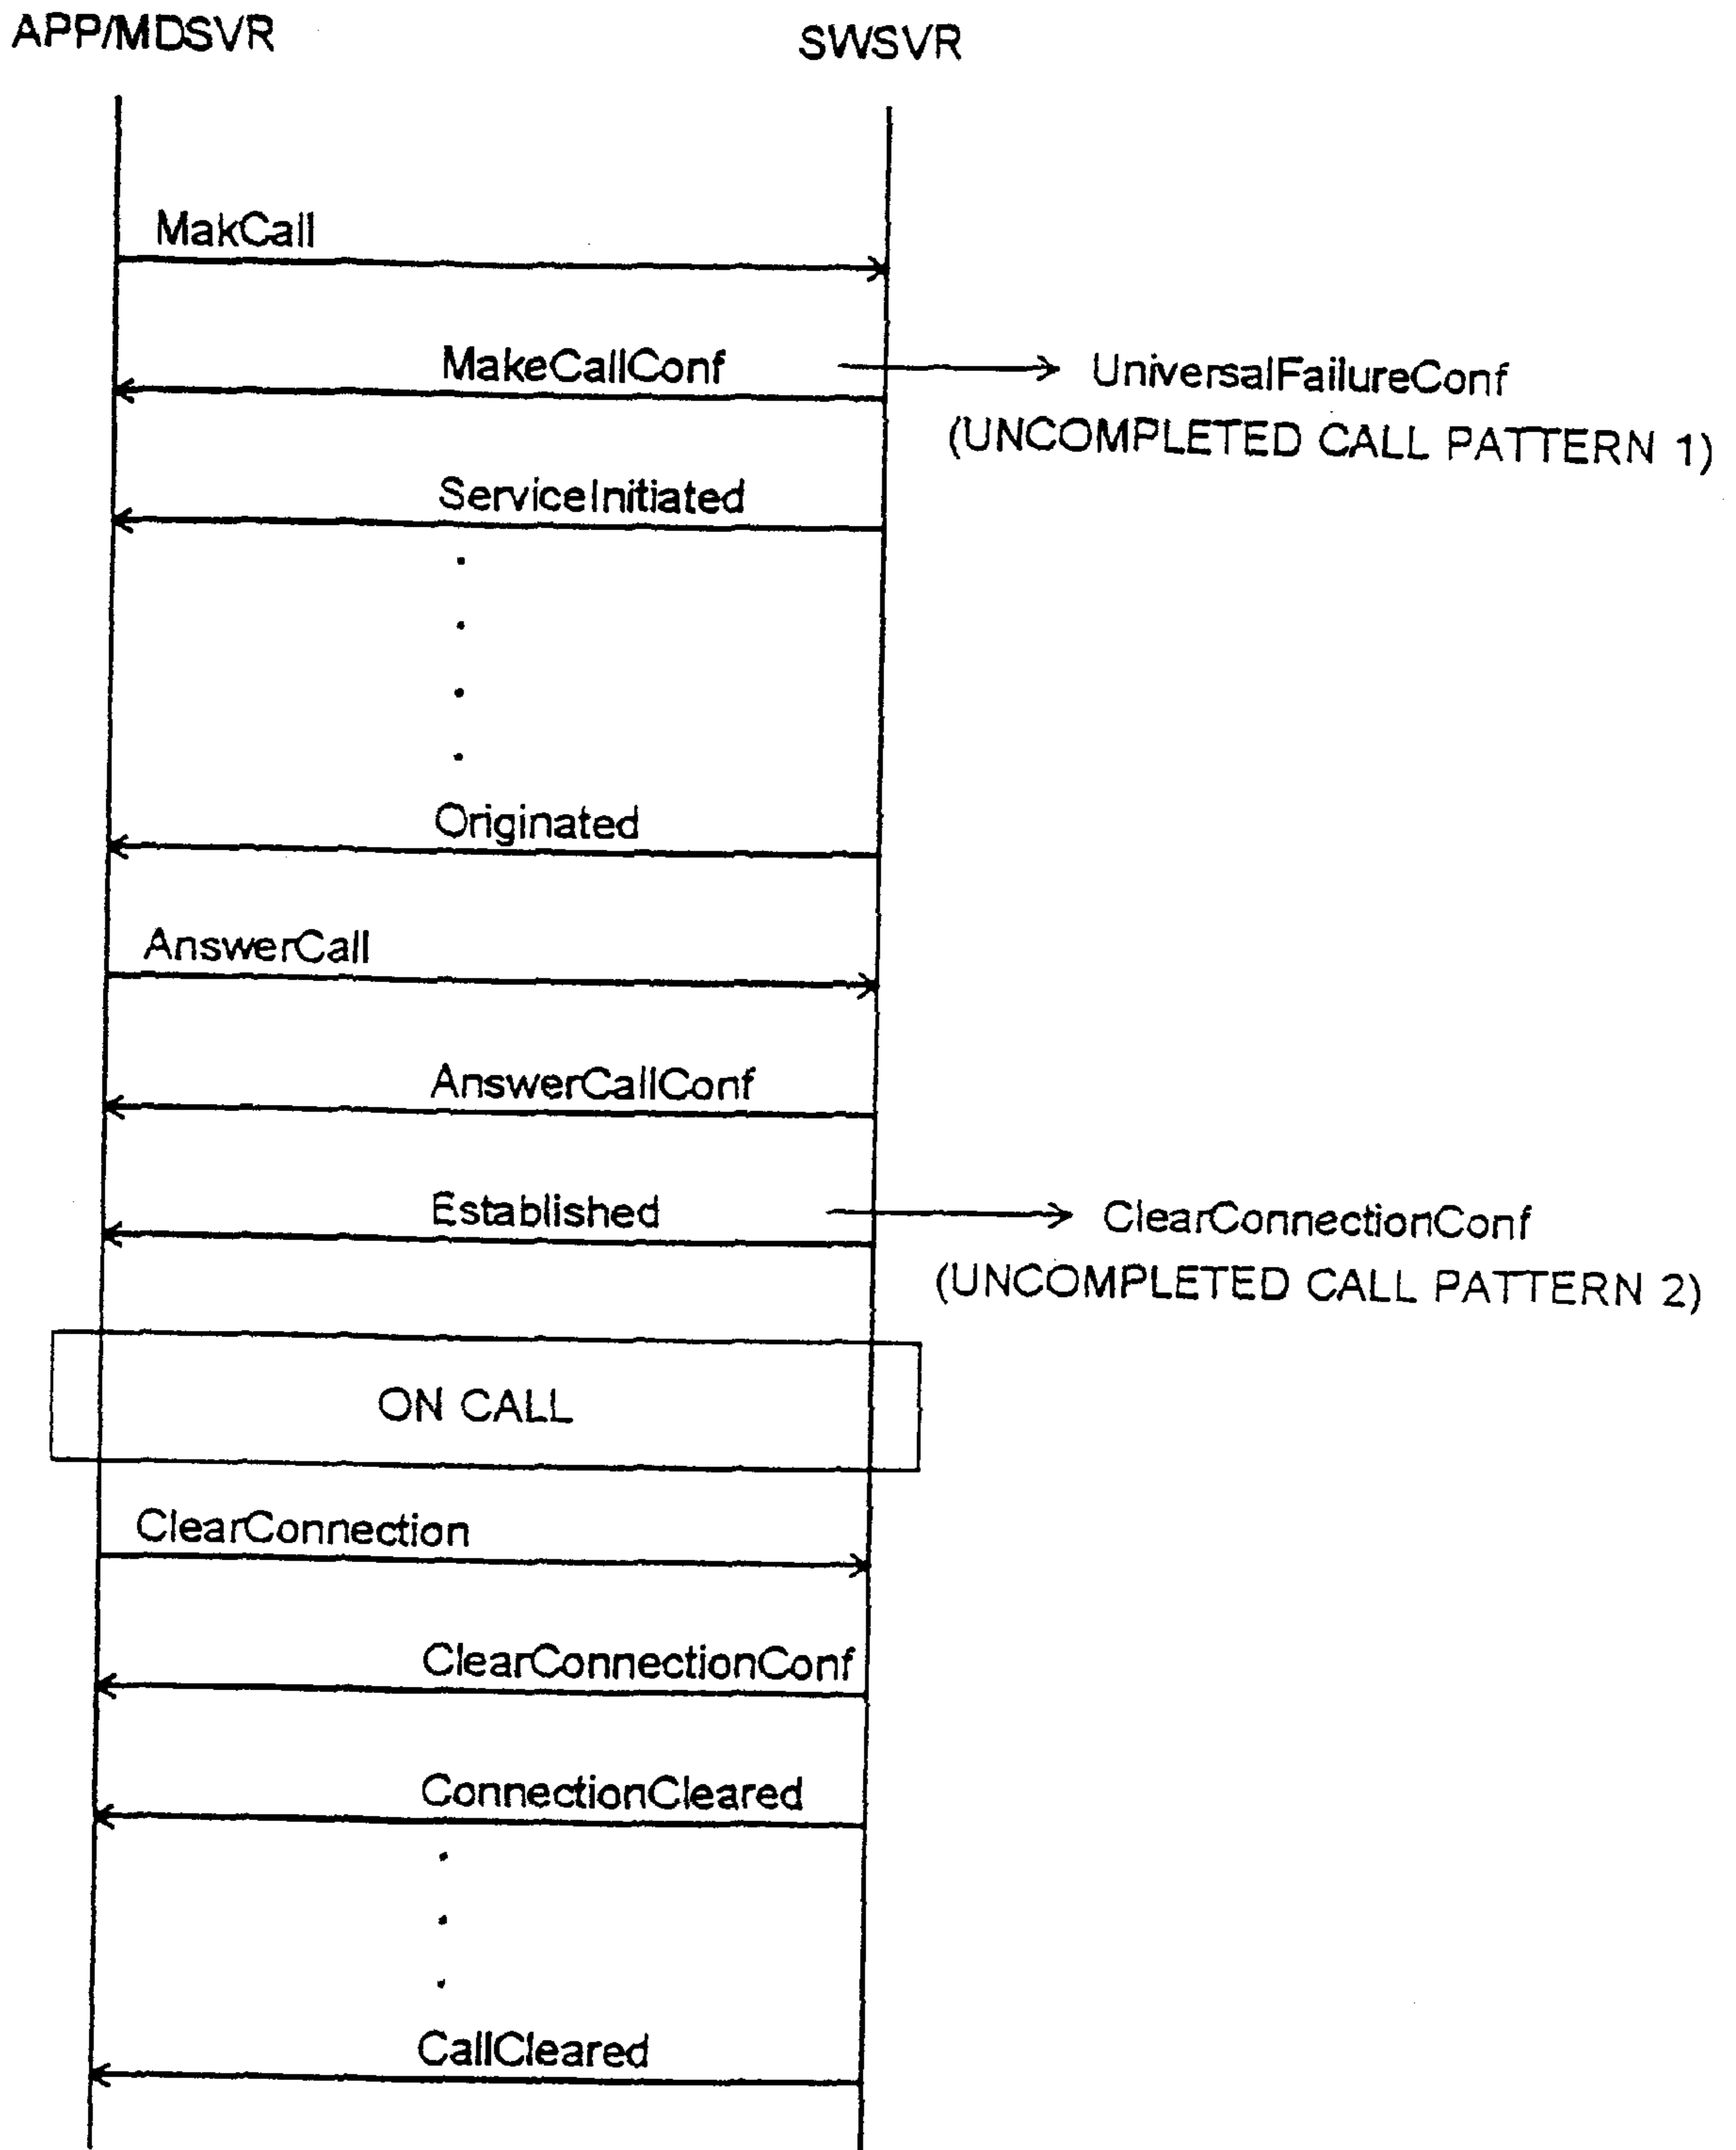 APP/MDSVR
SWSVR
MakCall
MakeCallConf
UniversalFailureConf
(UNCOMPLETED CALL PATTERN 1)
ServiceInitiated
Originated
AnswerCall
AnswerCallConf
Established
ClearConnectionConf
(UNCOMPLETED CALL PATTERN 2)
ON CALL
ClearConnection
ClearConnectionConf
ConnectionCleared
CallCleared